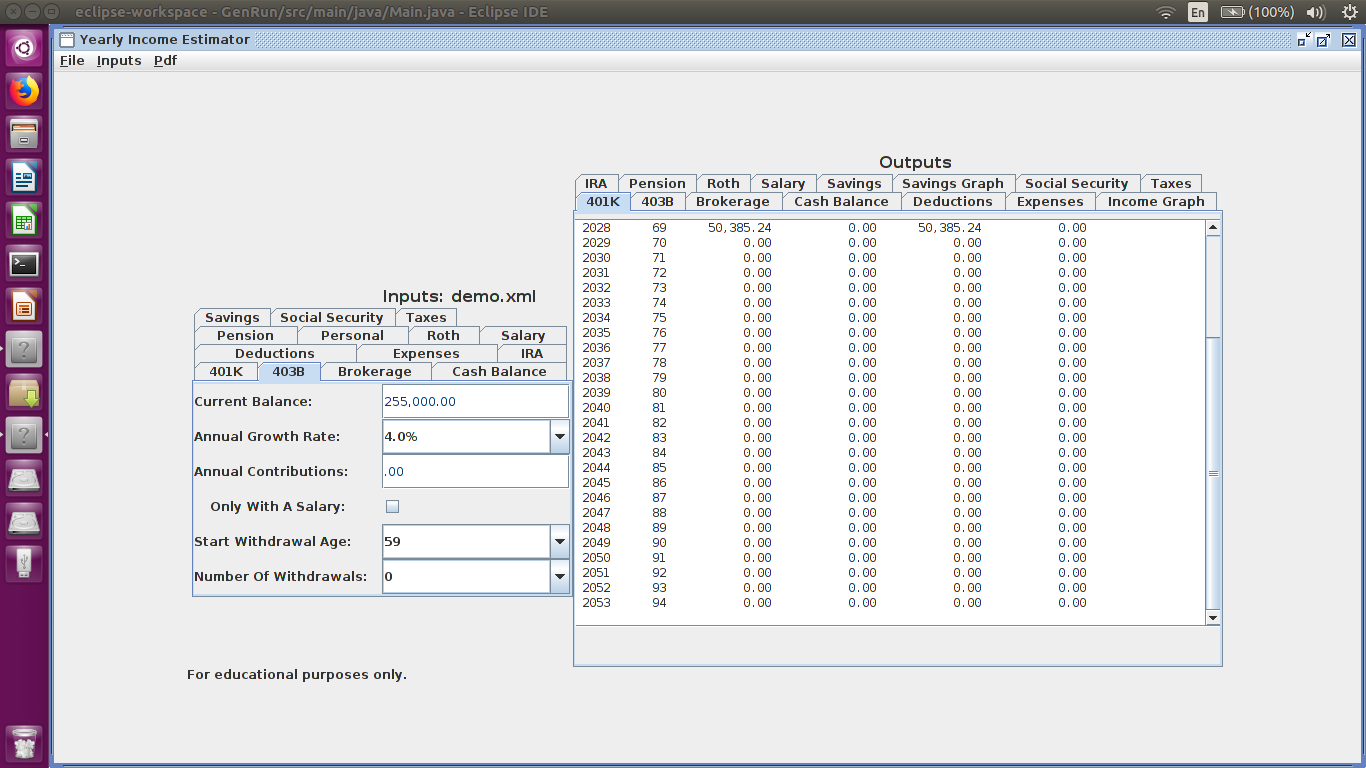 eclipse-workspace - GenRun/src/main/java/Main.java - Eclipse IDE
En (100%)
Yearly Income Estimator
File Inputs Pdf
Outputs
IRA Pension Roth Salary Savings Savings Graph Social Security Taxes
401K 403B Brokerage Cash Balance Deductions Expenses Income Graph
2028 69 50,385.24 0.00 50,385.24 0.00
2029 70 0.00 0.00 0.00 0.00
2030 71 0.00 0.00 0.00 0.00
2031 72 0.00 0.00 0.00 0.00
2032 73 0.00 0.00 0.00 0.00
2033 74 0.00 0.00 0.00 0.00
2034 75 0.00 0.00 0.00 0.00
2035 76 0.00 0.00 0.00 0.00
2036 77 0.00 0.00 0.00 0.00
2037 78 0.00 0.00 0.00 0.00
2038 79 0.00 0.00 0.00 0.00
2039 80 0.00 0.00 0.00 0.00
2040 81 0.00 0.00 0.00 0.00
2041 82 0.00 0.00 0.00 0.00
2042 83 0.00 0.00 0.00 0.00
2043 84 0.00 0.00 0.00 0.00
2044 85 0.00 0.00 0.00 0.00
2045 86 0.00 0.00 0.00 0.00
2046 87 0.00 0.00 0.00 0.00
2047 88 0.00 0.00 0.00 0.00
2048 89 0.00 0.00 0.00 0.00
2049 90 0.00 0.00 0.00 0.00
2050 91 0.00 0.00 0.00 0.00
2051 92 0.00 0.00 0.00 0.00
2052 93 0.00 0.00 0.00 0.00
2053 94 0.00 0.00 0.00 0.00
Inputs: demo.xml
Savings Social Security Taxes
Pension Personal Roth Salary
Deductions Expenses IRA
401K 403B Brokerage Cash Balance
Current Balance: 255,000.00
Annual Growth Rate: 4.0%
Annual Contributions: .00
Only With A Salary:
Start Withdrawal Age: 59
Number Of Withdrawals: 0
For educational purposes only.